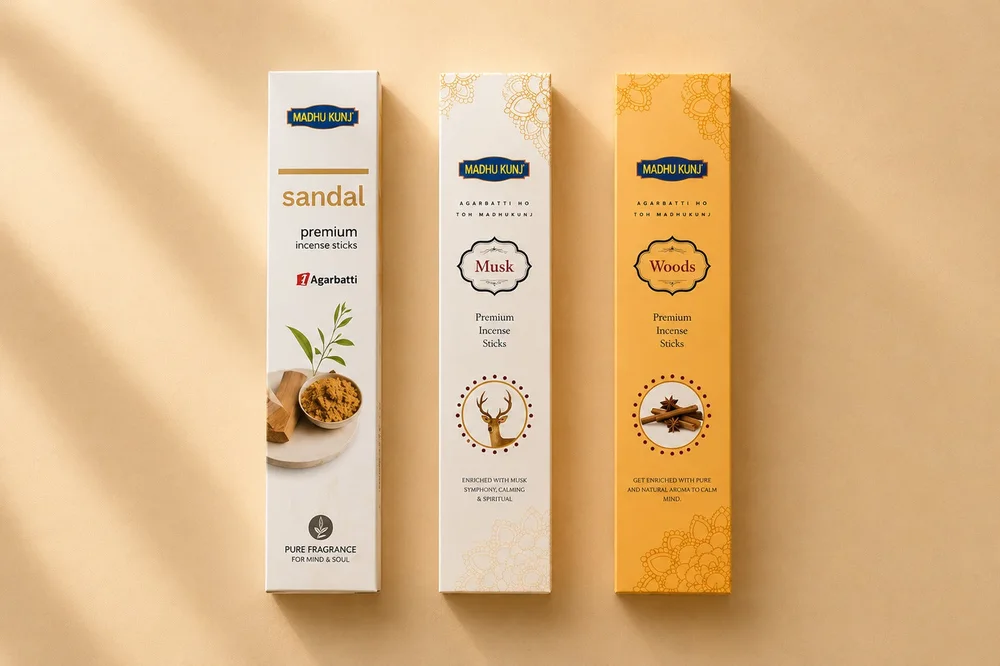 MADHU KUNJ
sandal
premium
incense sticks
1 Agarbatti
PURE FRAGRANCE
FOR MIND & SOUL
MADHU KUNJ
AGARBATTI HO
TOH MADHUKUNJ
Musk
Premium
Incense
Sticks
ENRICHED WITH MUSK
SYMPHONY, CALMING
& SPIRITUAL
MADHU KUNJ
AGARBATTI HO
TOH MADHUKUNJ
Woods
Premium
Incense
Sticks
GET ENRICHED WITH PURE
AND NATURAL AROMA TO CALM
MIND.